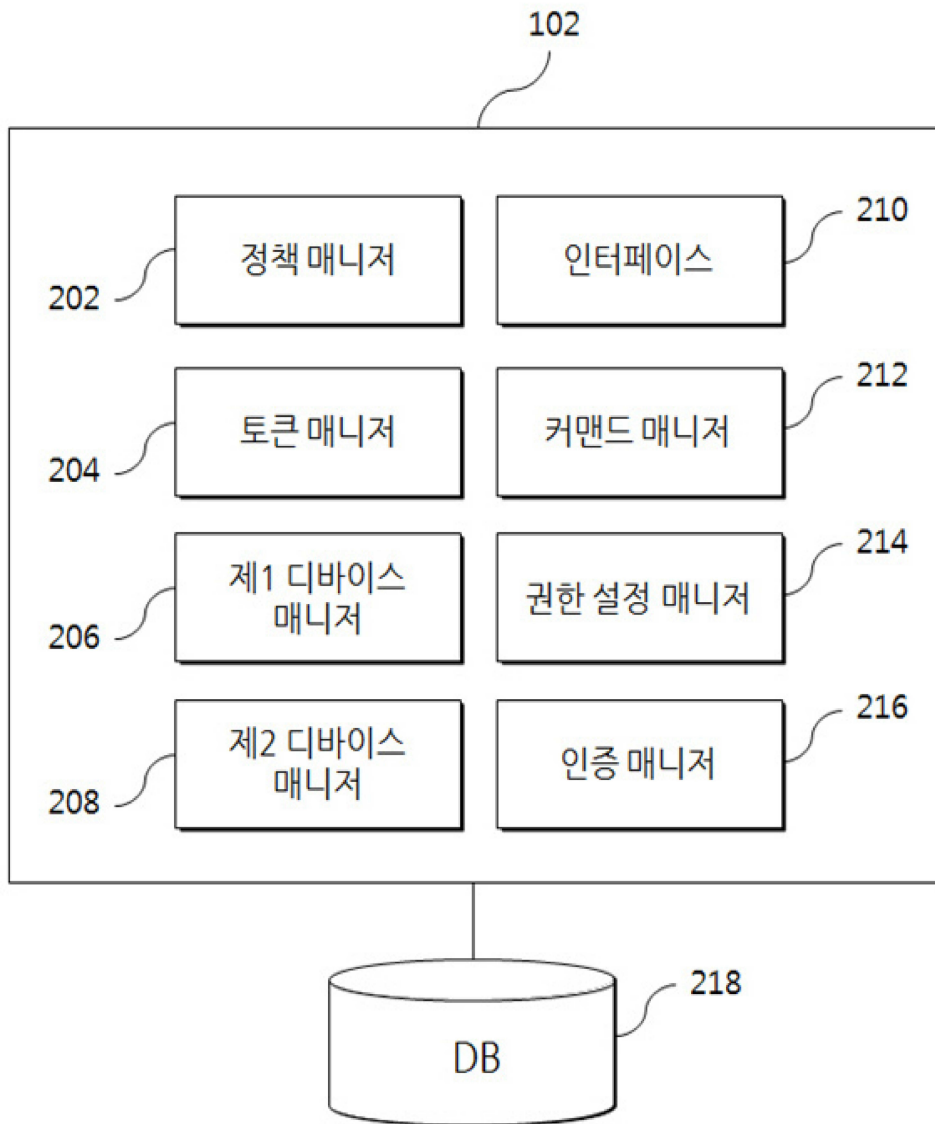 102
정책 매니저
202
인터페이스
210
토큰 매니저
204
커맨드 매니저
212
제1 디바이스
매니저
206
권한 설정 매니저
214
제2 디바이스
매니저
208
인증 매니저
216
DB
218